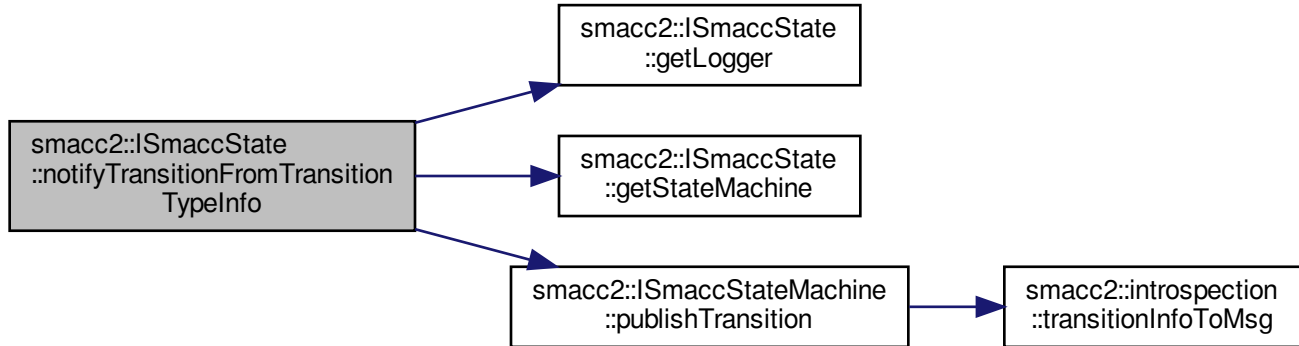 smacc2::ISmaccState
::getLogger
smacc2::ISmaccState
::notifyTransitionFromTransition
TypeInfo
smacc2::ISmaccState
::getStateMachine
smacc2::ISmaccStateMachine
::publishTransition
smacc2::introspection
::transitionInfoToMsg